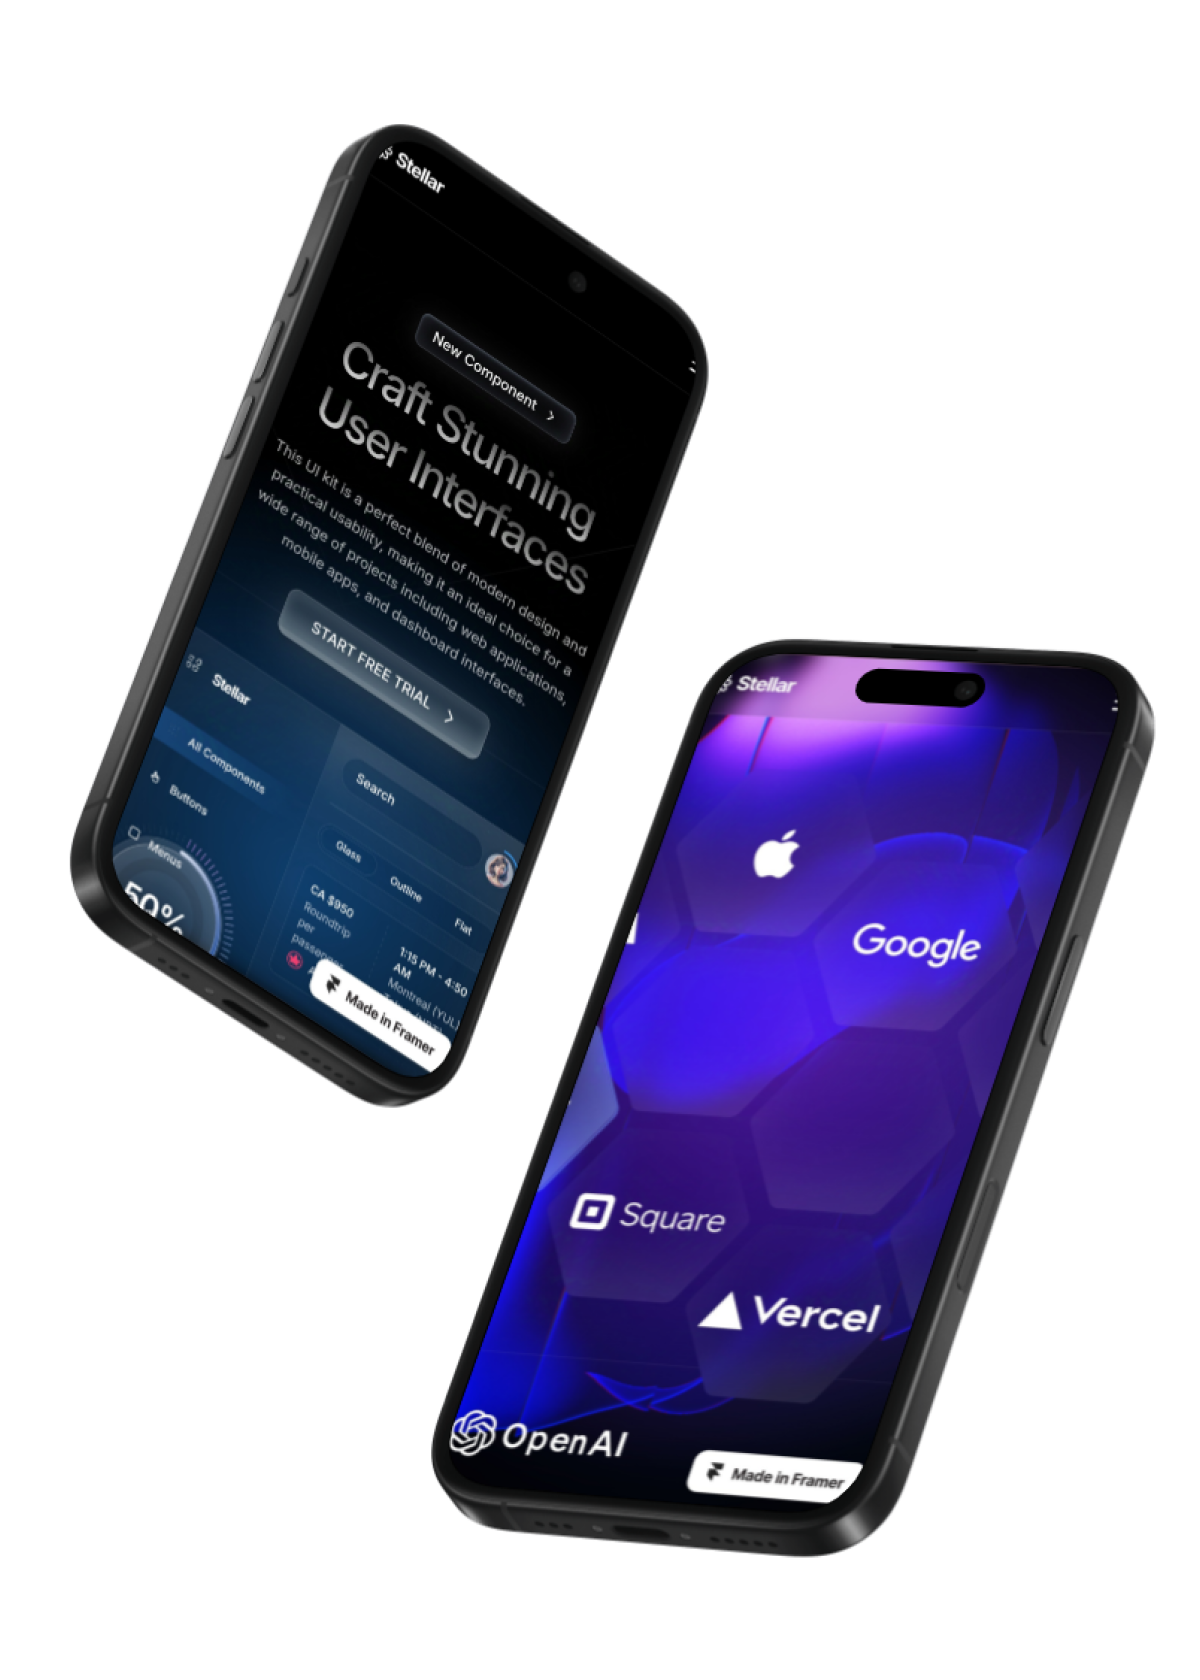 Stellar
New Component
Craft Stunning
User Interfaces
This UI kit is a perfect blend of modern design and
practical usability, making it an ideal choice for a
wide range of projects including web applications,
mobile apps, and dashboard interfaces.
START FREE TRIAL
Stellar
All Components
Buttons
Menus
50%
Search
Glass
Outline
Flat
CA $950
Roundtrip
per
passenger
1:15 PM - 4:50
AM
Montreal (YUL)
Made in Framer
Stellar
Google
Square
Vercel
OpenAI
Made in Framer